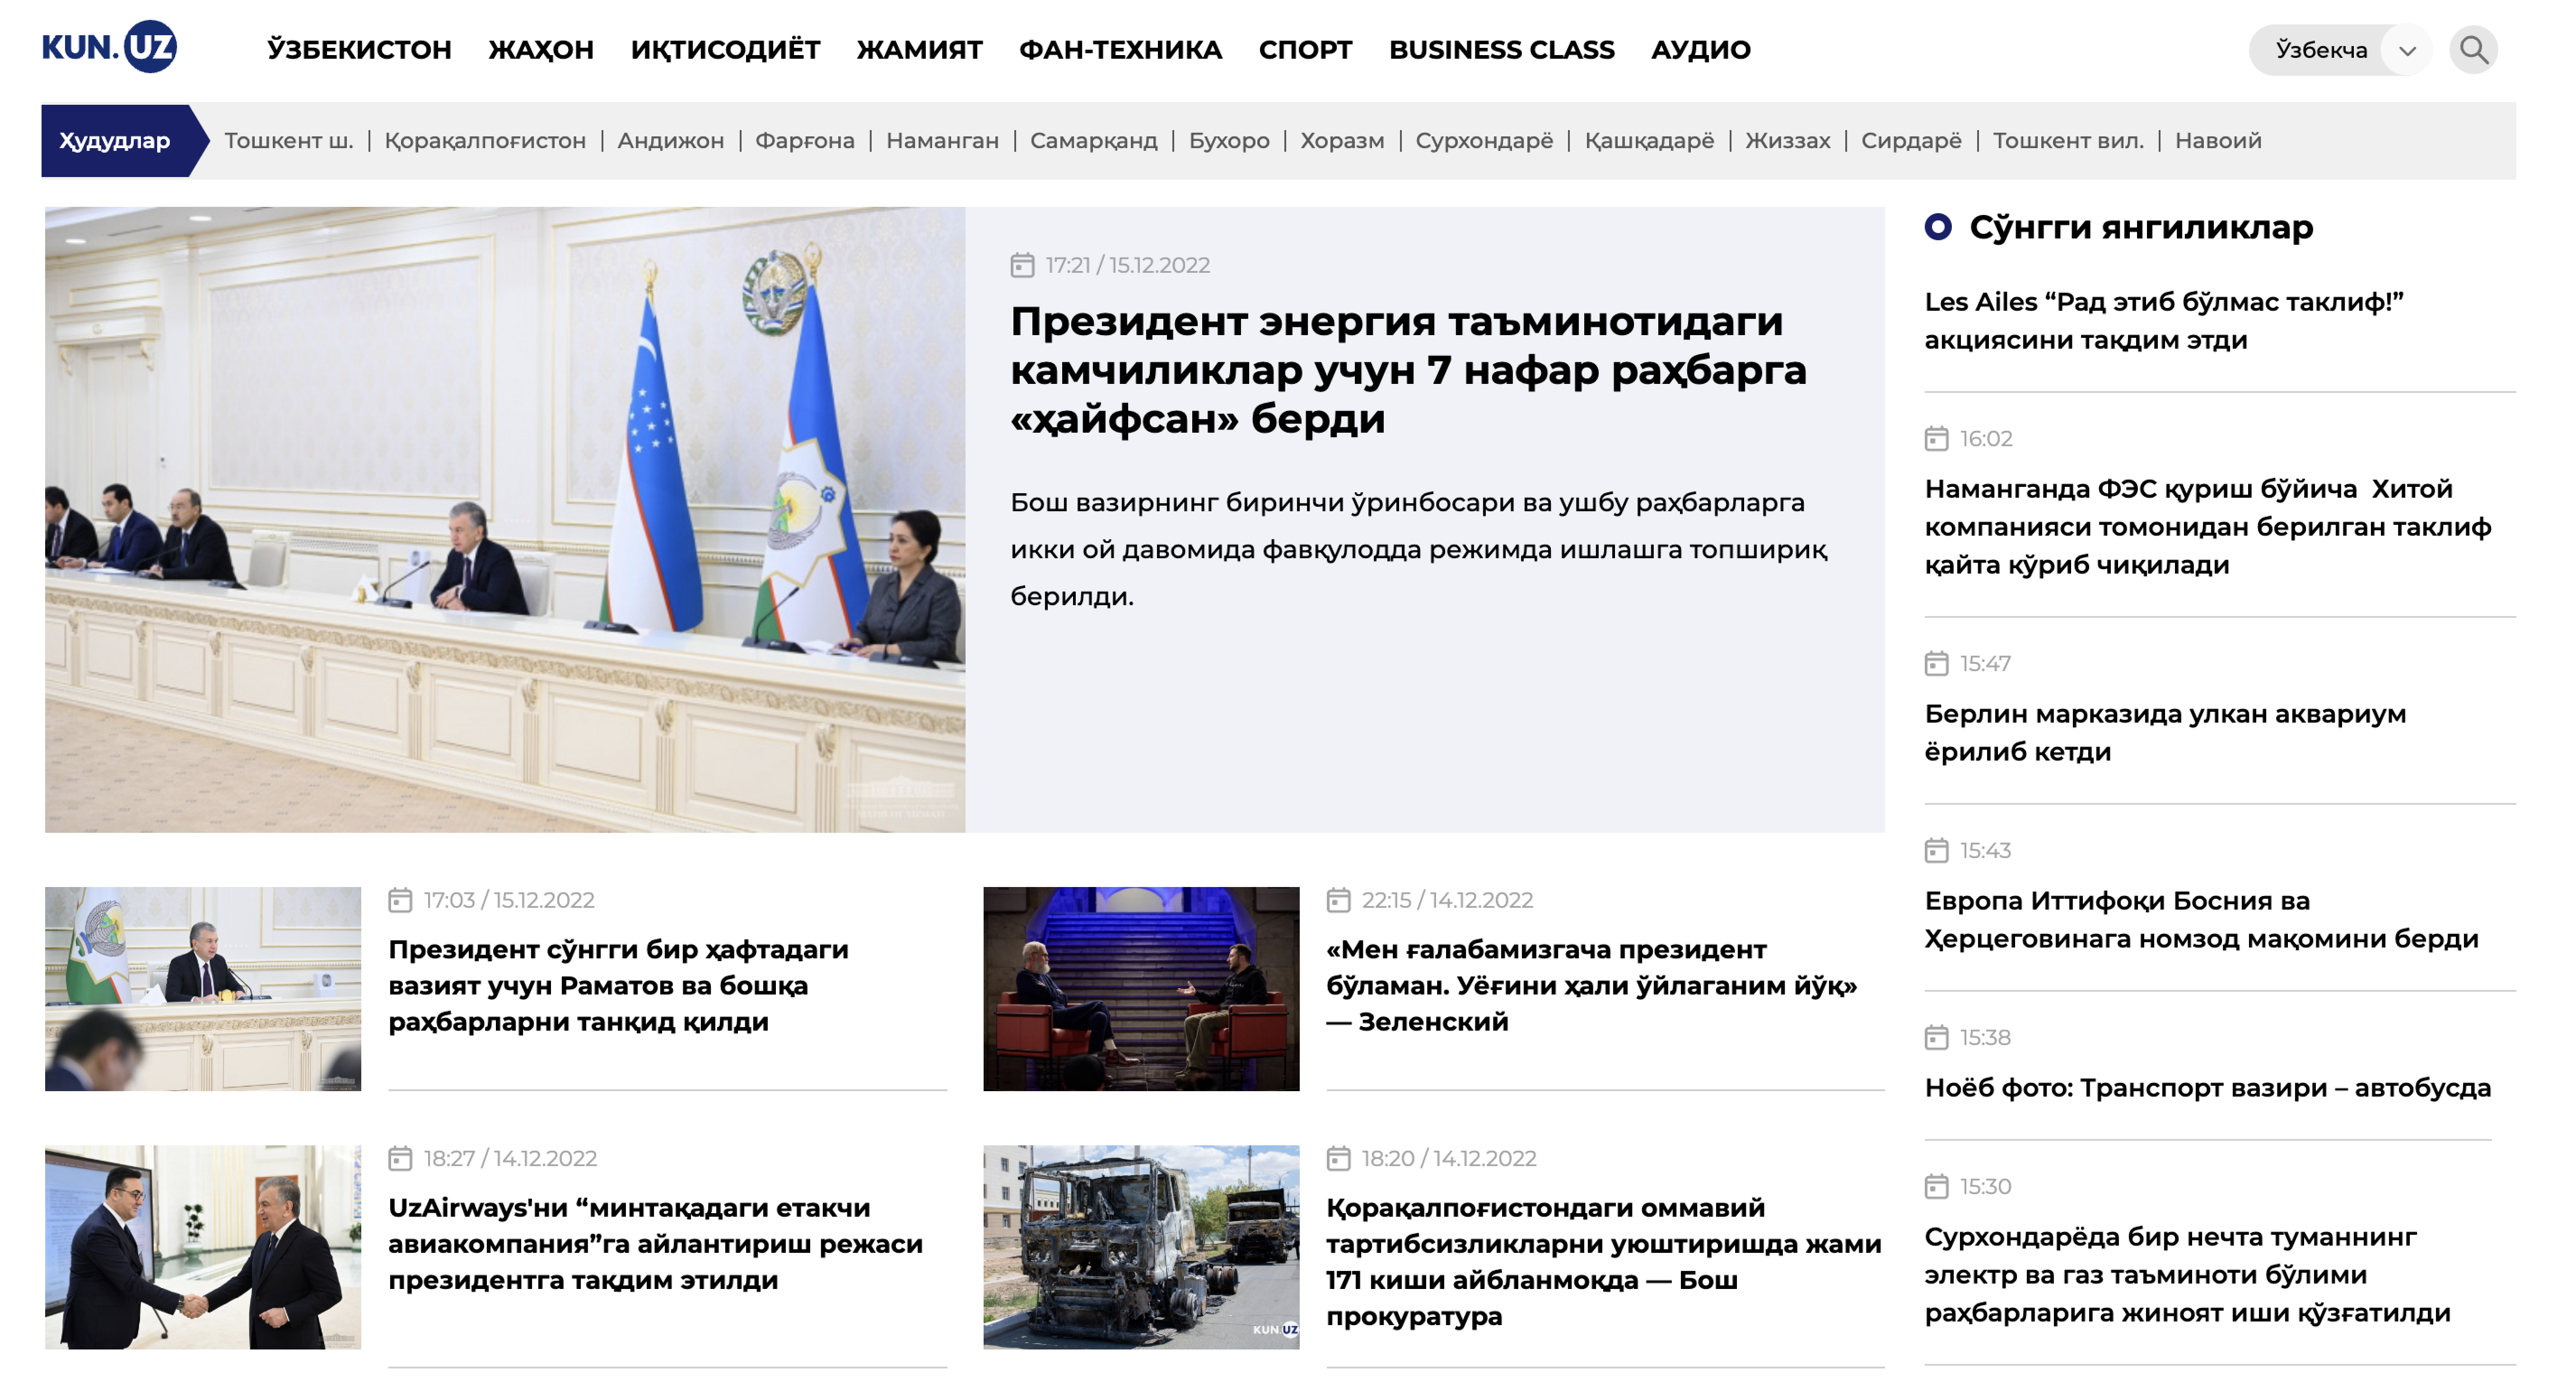 KUN.UZ
ЎЗБЕКИСТОН ЖАҲОН ИҚТИСОДИЁТ ЖАМИЯТ ФАН-ТЕХНИКА СПОРТ BUSINESS CLASS АУДИО
Ўзбекча
Ҳудудлар
Тошкент ш. | Қорақалпоғистон | Андижон | Фарғона | Наманган | Самарқанд | Бухоро | Хоразм | Сурхондарё | Қашқадарё | Жиззах | Сирдарё | Тошкент вил. | Навоий
17:21 / 15.12.2022
Президент энергия таъминотидаги
камчиликлар учун 7 нафар раҳбарга
«ҳайфсан» берди
Бош вазирнинг биринчи ўринбосари ва ушбу раҳбарларга
икки ой давомида фавқулодда режимда ишлашга топшириқ
берилди.
17:03 / 15.12.2022
Президент сўнгги бир ҳафтадаги
вазият учун Раматов ва бошқа
раҳбарларни танқид қилди
22:15 / 14.12.2022
«Мен ғалабамизгача президент
бўламан. Уёғини ҳали ўйлаганим йўқ»
— Зеленский
18:27 / 14.12.2022
UzAirways'ни “минтақадаги етакчи
авиакомпания”га айлантириш режаси
президентга тақдим этилди
KUN.UZ
18:20 / 14.12.2022
Қорақалпоғистондаги оммавий
тартибсизликларни уюштиришда жами
171 киши айбланмоқда — Бош
прокуратура
Сўнгги янгиликлар
Les Ailes “Рад этиб бўлмас таклиф!”
акциясини тақдим этди
16:02
Наманганда ФЭС қуриш бўйича Хитой
компанияси томонидан берилган таклиф
қайта кўриб чиқилади
15:47
Берлин марказида улкан аквариум
ёрилиб кетди
15:43
Европа Иттифоқи Босния ва
Ҳерцеговинага номзод мақомини берди
15:38
Ноёб фото: Транспорт вазири – автобусда
15:30
Сурхондарёда бир нечта туманнинг
электр ва газ таъминоти бўлими
раҳбарларига жиноят иши қўзғатилди